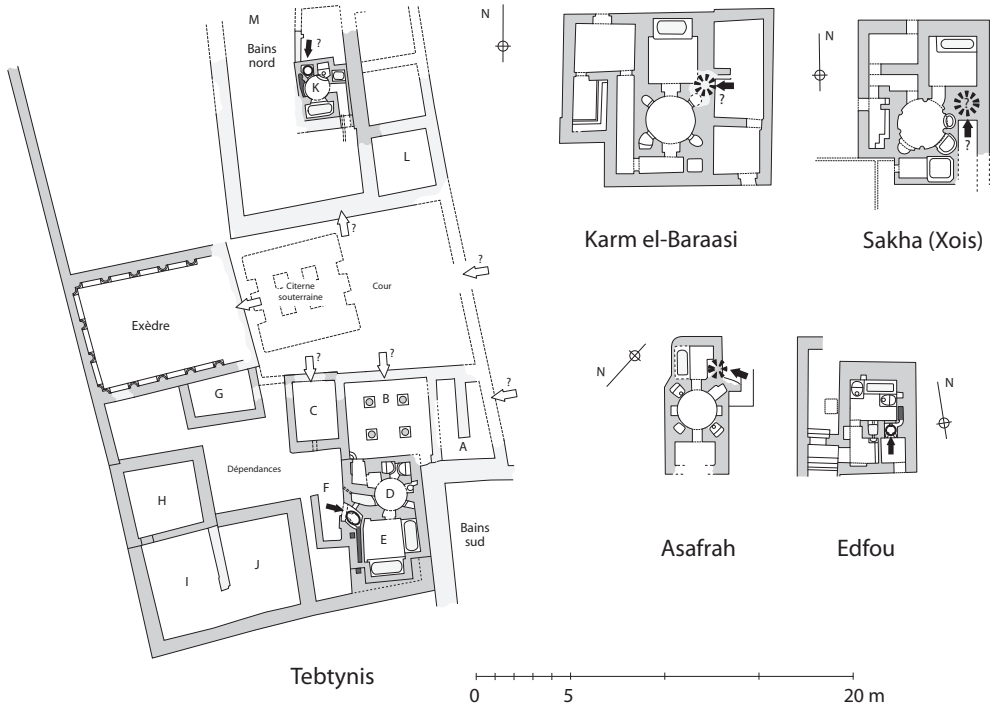 M
Bains
nord
?
K
L
N
?
?
Exèdre
Citerne
souterraine
Cour
?
?
?
G
C
B
A
Dépendances
H
F
D
E
I
J
Bains
sud
Tebtynis
?
Karm el-Baraasi
N
?
?
Sakha (Xois)
N
Asafrah
N
Edfou
0
5
20 m